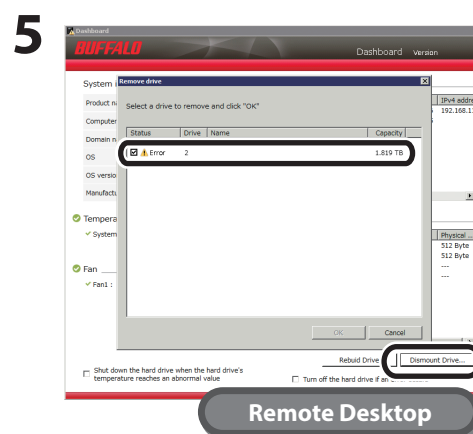 5
Dashboard
BUFFALO
Dashboard Version
System i
Remove drive
Product na
Select a drive to remove and click "OK"
IPv4 addre
Computer
192.168.1
Domain n
Status Drive Name Capacity
OS
Error 2 1.819 TB
OS versio
Manufactu
Tempera
System
Physical ...
512 Byte
512 Byte
---
---
Fan
Fan1 :
OK Cancel
Rebuid Drive Dismount Drive...
Shut down the hard drive when the hard drive's
temperature reaches an abnormal value
Turn off the hard drive if an
Remote Desktop